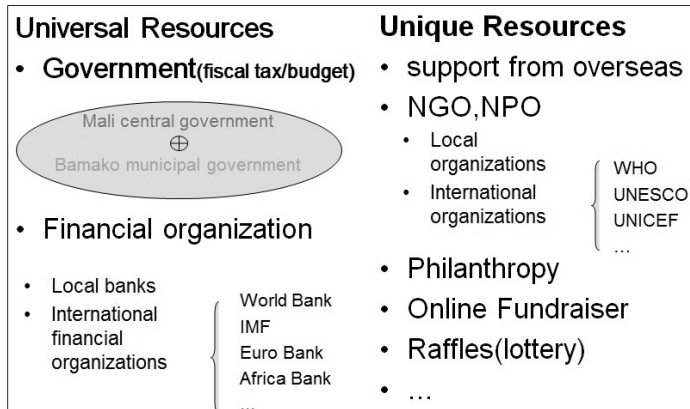 Universal Resources
• Government(fiscal tax/budget)
Mali central government
⊕
Bamako municipal government
• Financial organization
• Local banks
• International
financial
organizations
World Bank
IMF
Euro Bank
Africa Bank
...
Unique Resources
• support from overseas
• NGO,NPO
• Local
organizations
• International
organizations
WHO
UNESCO
UNICEF
...
• Philanthropy
• Online Fundraiser
• Raffles(lottery)
• ...